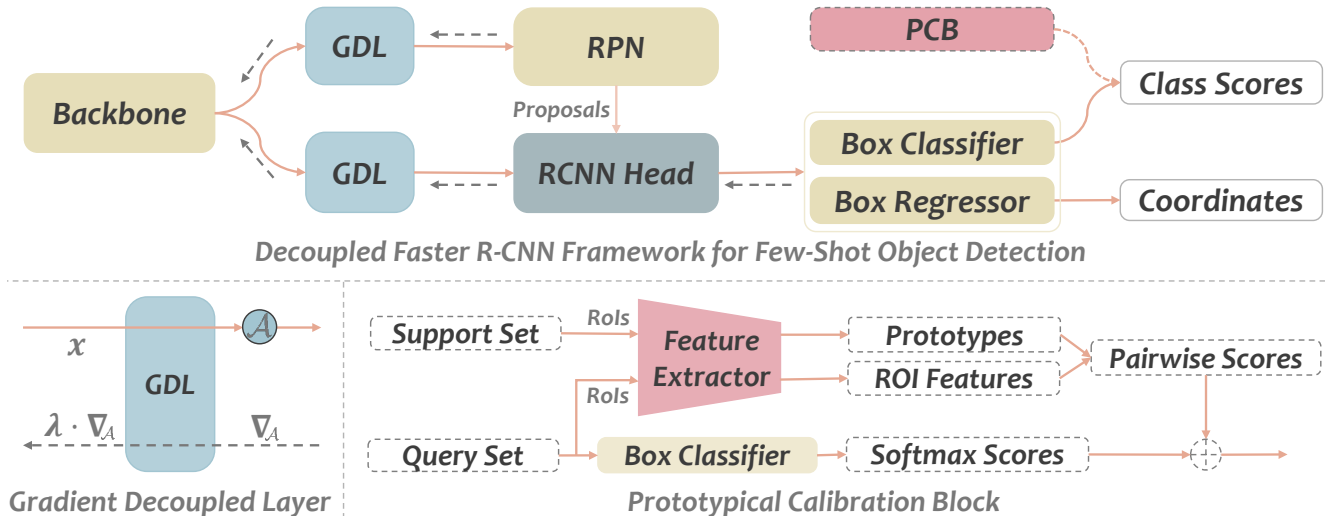 GDL
RPN
PCB
Backbone
Proposals
Class Scores
GDL
RCNN Head
Box Classifier
Box Regressor
Coordinates
Decoupled Faster R-CNN Framework for Few-Shot Object Detection
x
𝒜
GDL
λ · ∇𝒜
∇𝒜
Gradient Decoupled Layer
Support Set
RoIs
Feature
Extractor
Prototypes
ROI Features
Pairwise Scores
RoIs
Query Set
Box Classifier
Softmax Scores
Prototypical Calibration Block